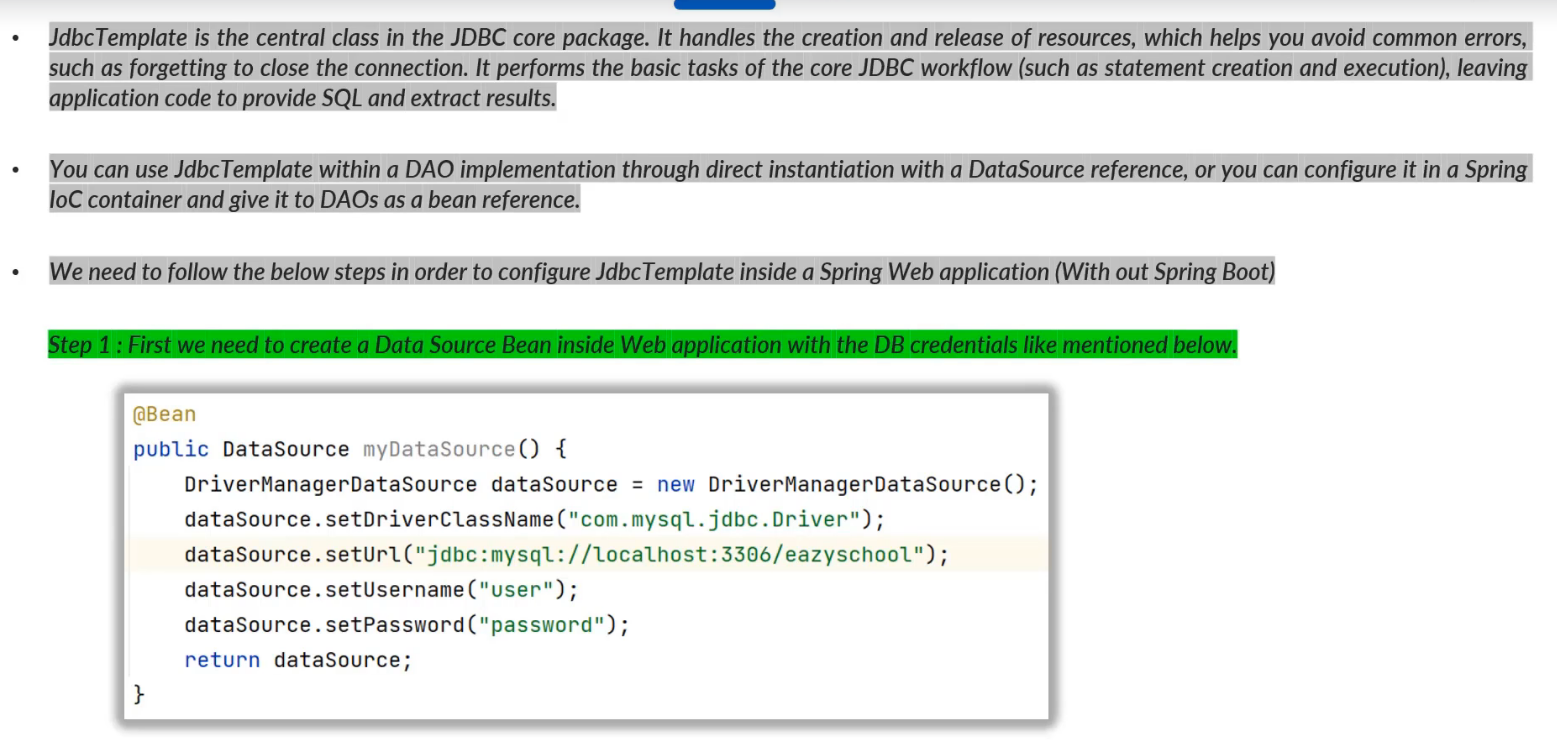 • JdbcTemplate is the central class in the JDBC core package. It handles the creation and release of resources, which helps you avoid common errors,
such as forgetting to close the connection. It performs the basic tasks of the core JDBC workflow (such as statement creation and execution), leaving
application code to provide SQL and extract results.
• You can use JdbcTemplate within a DAO implementation through direct instantiation with a DataSource reference, or you can configure it in a Spring
IoC container and give it to DAOs as a bean reference.
• We need to follow the below steps in order to configure JdbcTemplate inside a Spring Web application (With out Spring Boot)
Step 1 : First we need to create a Data Source Bean inside Web application with the DB credentials like mentioned below.
@Bean
public DataSource myDataSource() {
    DriverManagerDataSource dataSource = new DriverManagerDataSource();
    dataSource.setDriverClassName("com.mysql.jdbc.Driver");
    dataSource.setUrl("jdbc:mysql://localhost:3306/eazyschool");
    dataSource.setUsername("user");
    dataSource.setPassword("password");
    return dataSource;
}